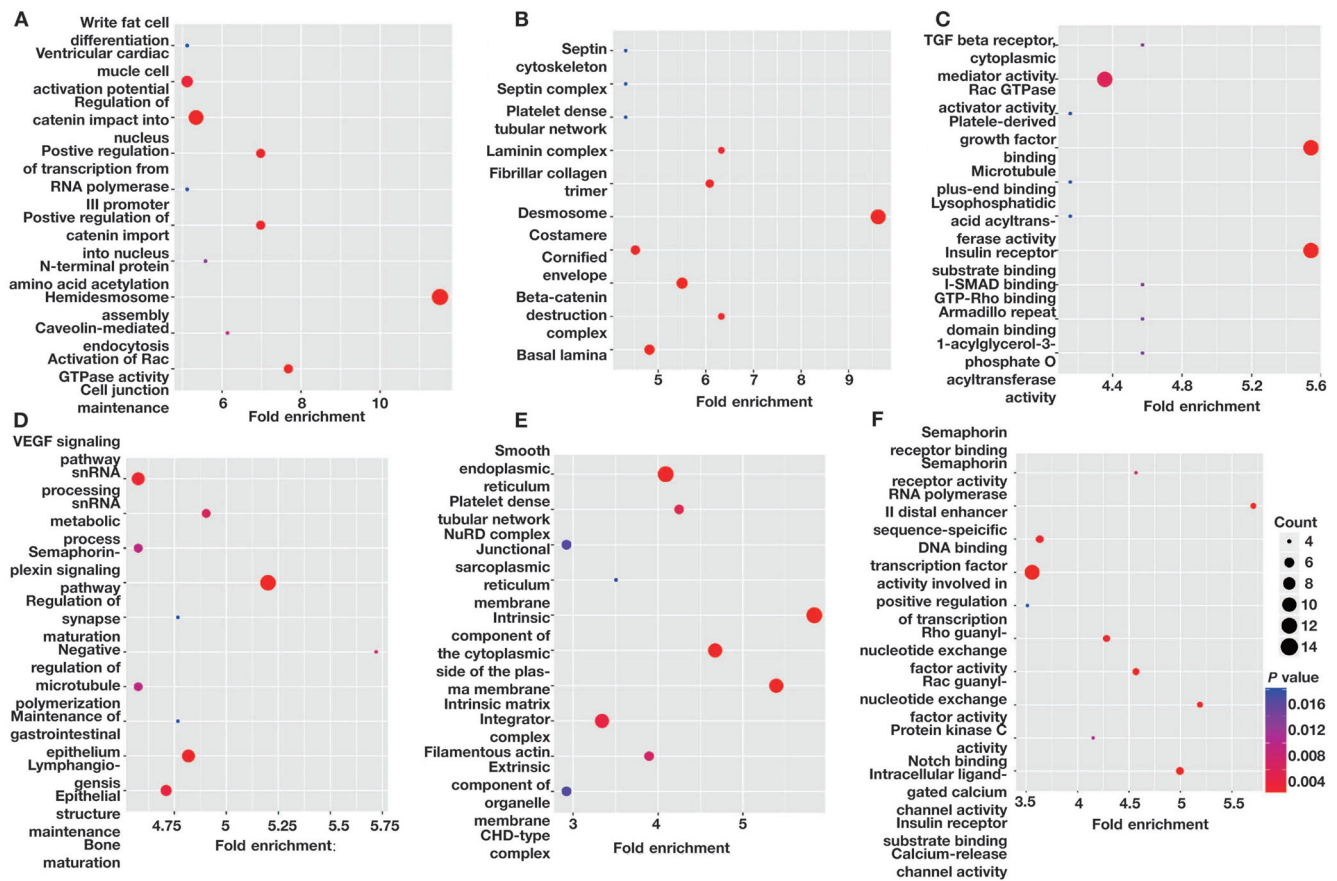 A
Write fat cell
differentiation
Ventricular cardiac
mucle cell
activation potential
Regulation of
catenin impact into
nucleus
Postive regulation
of transcription from
RNA polymerase
III promoter
Postive regulation of
catenin import
into nucleus
N-terminal protein
amino acid acetylation
Hemidesmosome
assembly
Caveolin-mediated
endocytosis
Activation of Rac
GTPase activity
Cell junction
maintenance
6 8 10
Fold enrichment
B
Septin
cytoskeleton
Septin complex
Platelet dense
tubular network
Laminin complex
Fibrillar collagen
trimer
Desmosome
Costamere
Cornified
envelope
Beta-catenin
destruction
complex
Basal lamina
5 6 7 8 9
Fold enrichment
C
TGF beta receptor,
cytoplasmic
mediator activity
Rac GTPase
activator activity
Platele-derived
growth factor
binding
Microtubule
plus-end binding
Lysophosphatidic
acid acyltrans-
ferase activity
Insulin receptor
substrate binding
I-SMAD binding
GTP-Rho binding
Armadillo repeat
domain binding
1-acylglycerol-3-
phosphate O
acyltransferase
activity
4.4 4.8 5.2 5.6
Fold enrichment
D
VEGF signaling
pathway
snRNA
processing
snRNA
metabolic
process
Semaphorin-
plexin signaling
pathway
Regulation of
synapse
maturation
Negative
regulation of
microtubule
polymerization
Maintenance of
gastrointestinal
epithelium
Lymphangio-
gensis
Epithelial
structure
maintenance
Bone
maturation
4.75 5 5.25 5.5 5.75
Fold enrichment:
E
Smooth
endoplasmic
reticulum
Platelet dense
tubular network
NuRD complex
Junctional
sarcoplasmic
reticulum
membrane
Intrinsic
component of
the cytoplasmic
side of the plas-
ma membrane
Intrinsic matrix
Integrator
complex
Filamentous actin
Extrinsic
component of
organelle
membrane
CHD-type
complex
3 4 5
Fold enrichment
F
Semaphorin
receptor binding
Semaphorin
receptor activity
RNA polymerase
II distal enhancer
sequence-speicific
DNA binding
transcription factor
activity involved in
positive regulation
of transcription
Rho guanyl-
nucleotide exchange
factor activity
Rac guanyl-
nucleotide exchange
factor activity
Protein kinase C
activity
Notch binding
Intracellular ligand-
gated calcium
channel activity
Insulin receptor
substrate binding
Calcium-release
channel activity
3.5 4 4.5 5 5.5
Fold enrichment
Count
4
6
8
10
12
14
P value
0.016
0.012
0.008
0.004